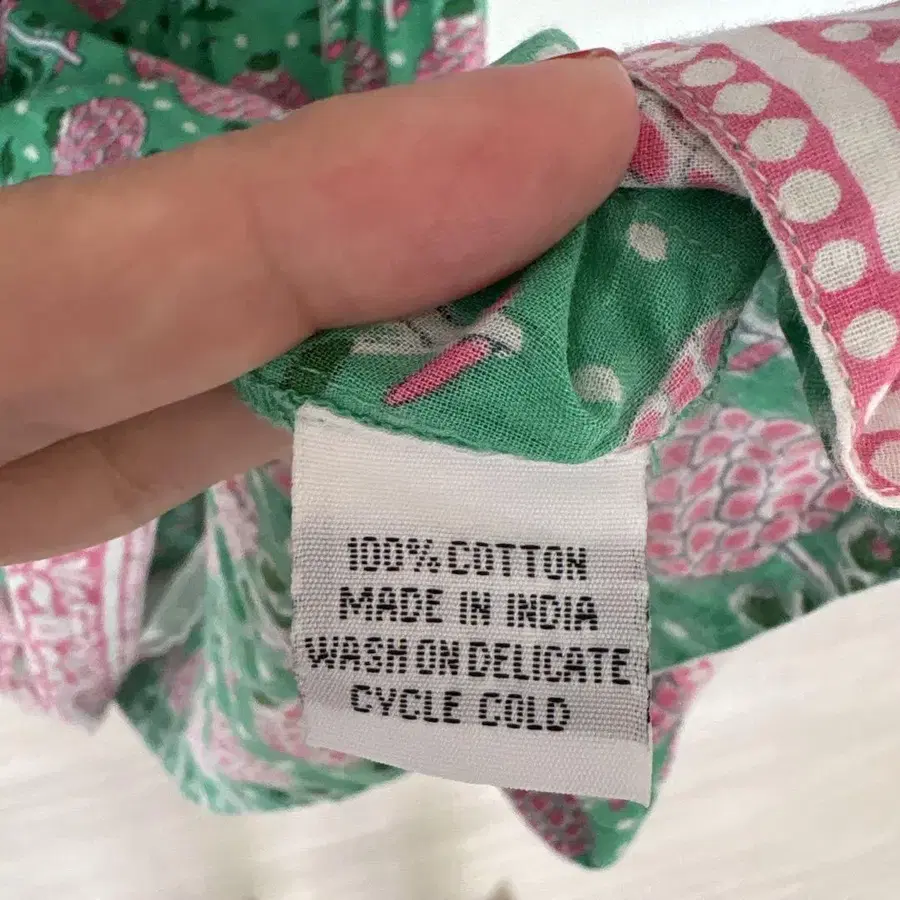 100% COTTON
MADE IN INDIA
WASH ON DELICATE
CYCLE COLD